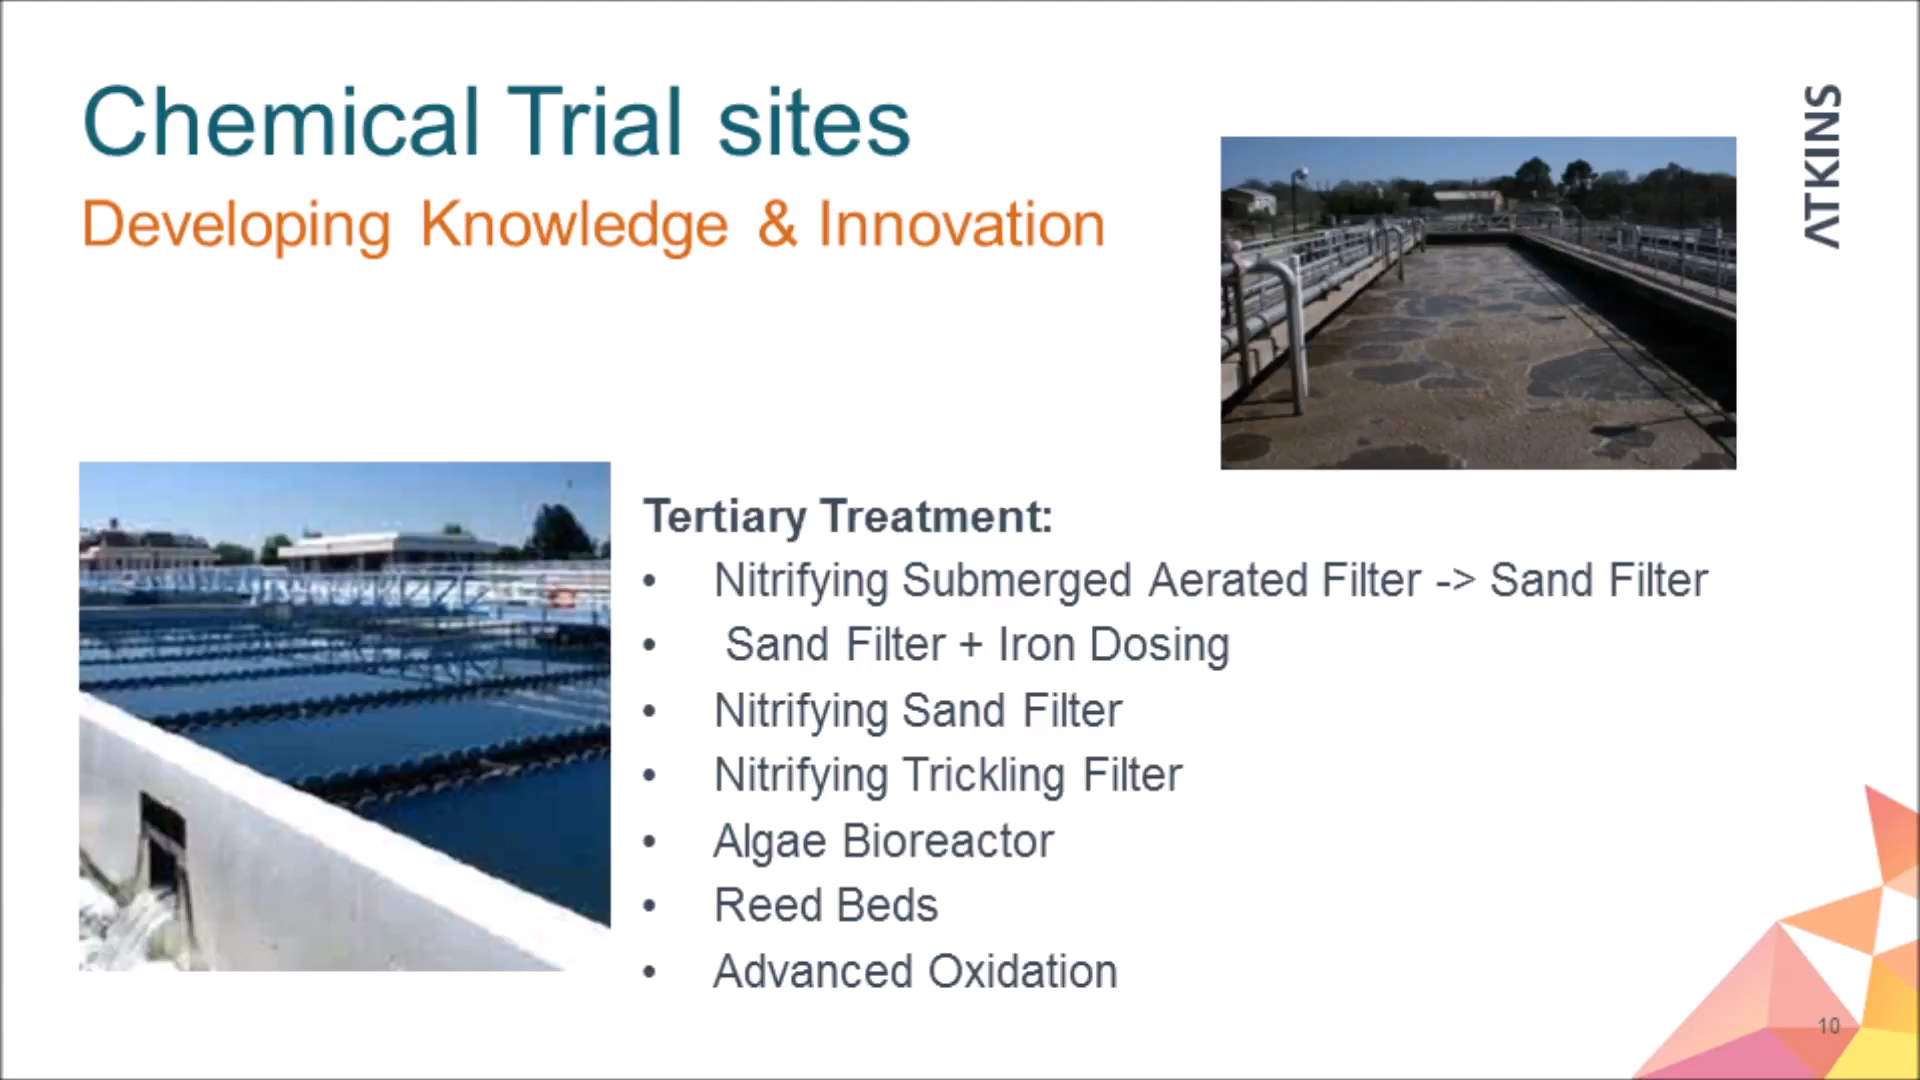 Chemical Trial sites
Developing Knowledge & Innovation
ATKINS
Tertiary Treatment:
• Nitrifying Submerged Aerated Filter -> Sand Filter
• Sand Filter + Iron Dosing
• Nitrifying Sand Filter
• Nitrifying Trickling Filter
• Algae Bioreactor
• Reed Beds
• Advanced Oxidation
10